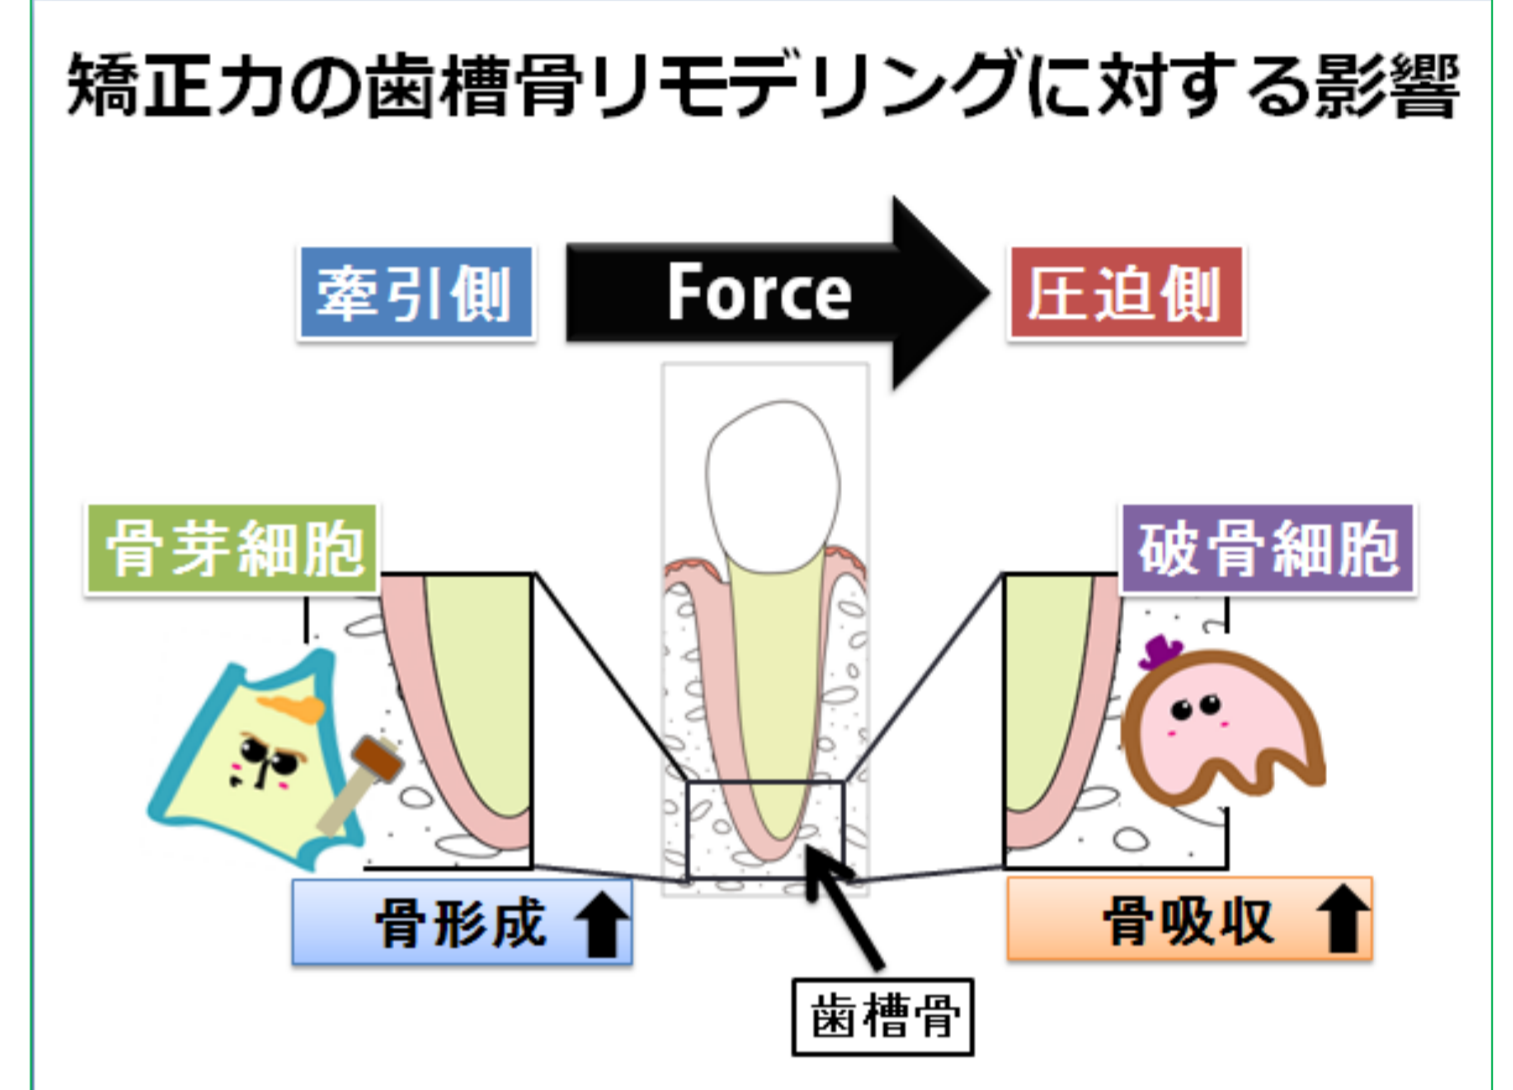 矯正力の歯槽骨リモデリングに対する影響
牽引側
Force
圧迫側
骨芽細胞
破骨細胞
骨形成
骨吸収
歯槽骨